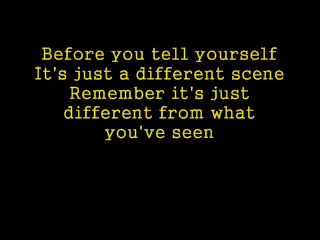 Before you tell yourself
It's just a different scene
Remember it's just
different from what
you've seen